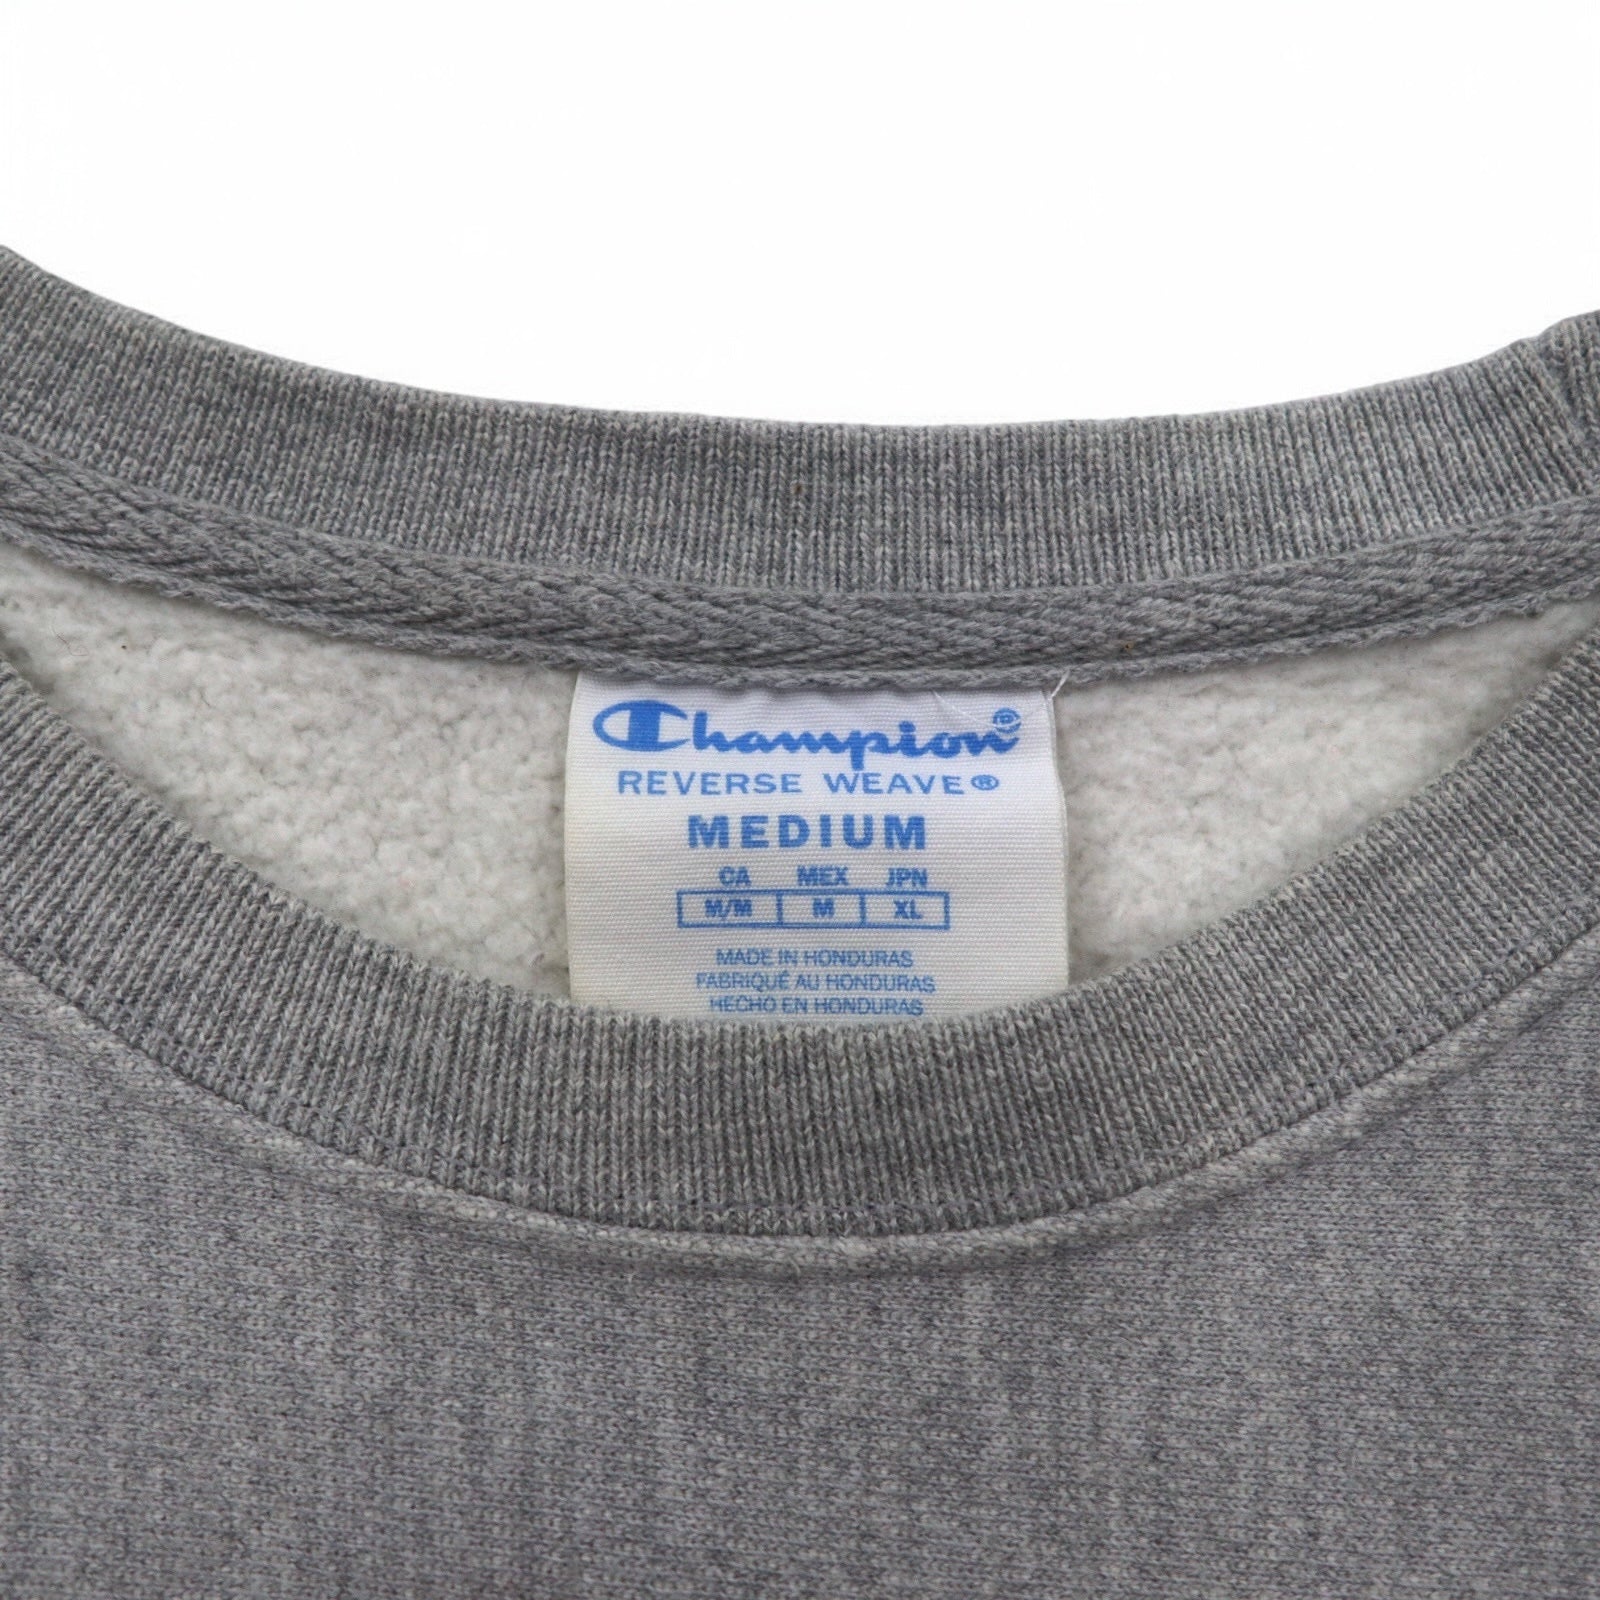 Champion®
REVERSE WEAVE®
MEDIUM
CA MEX JPN
M/M M XL
MADE IN HONDURAS
FABRIQUÉ AU HONDURAS
HECHO EN HONDURAS